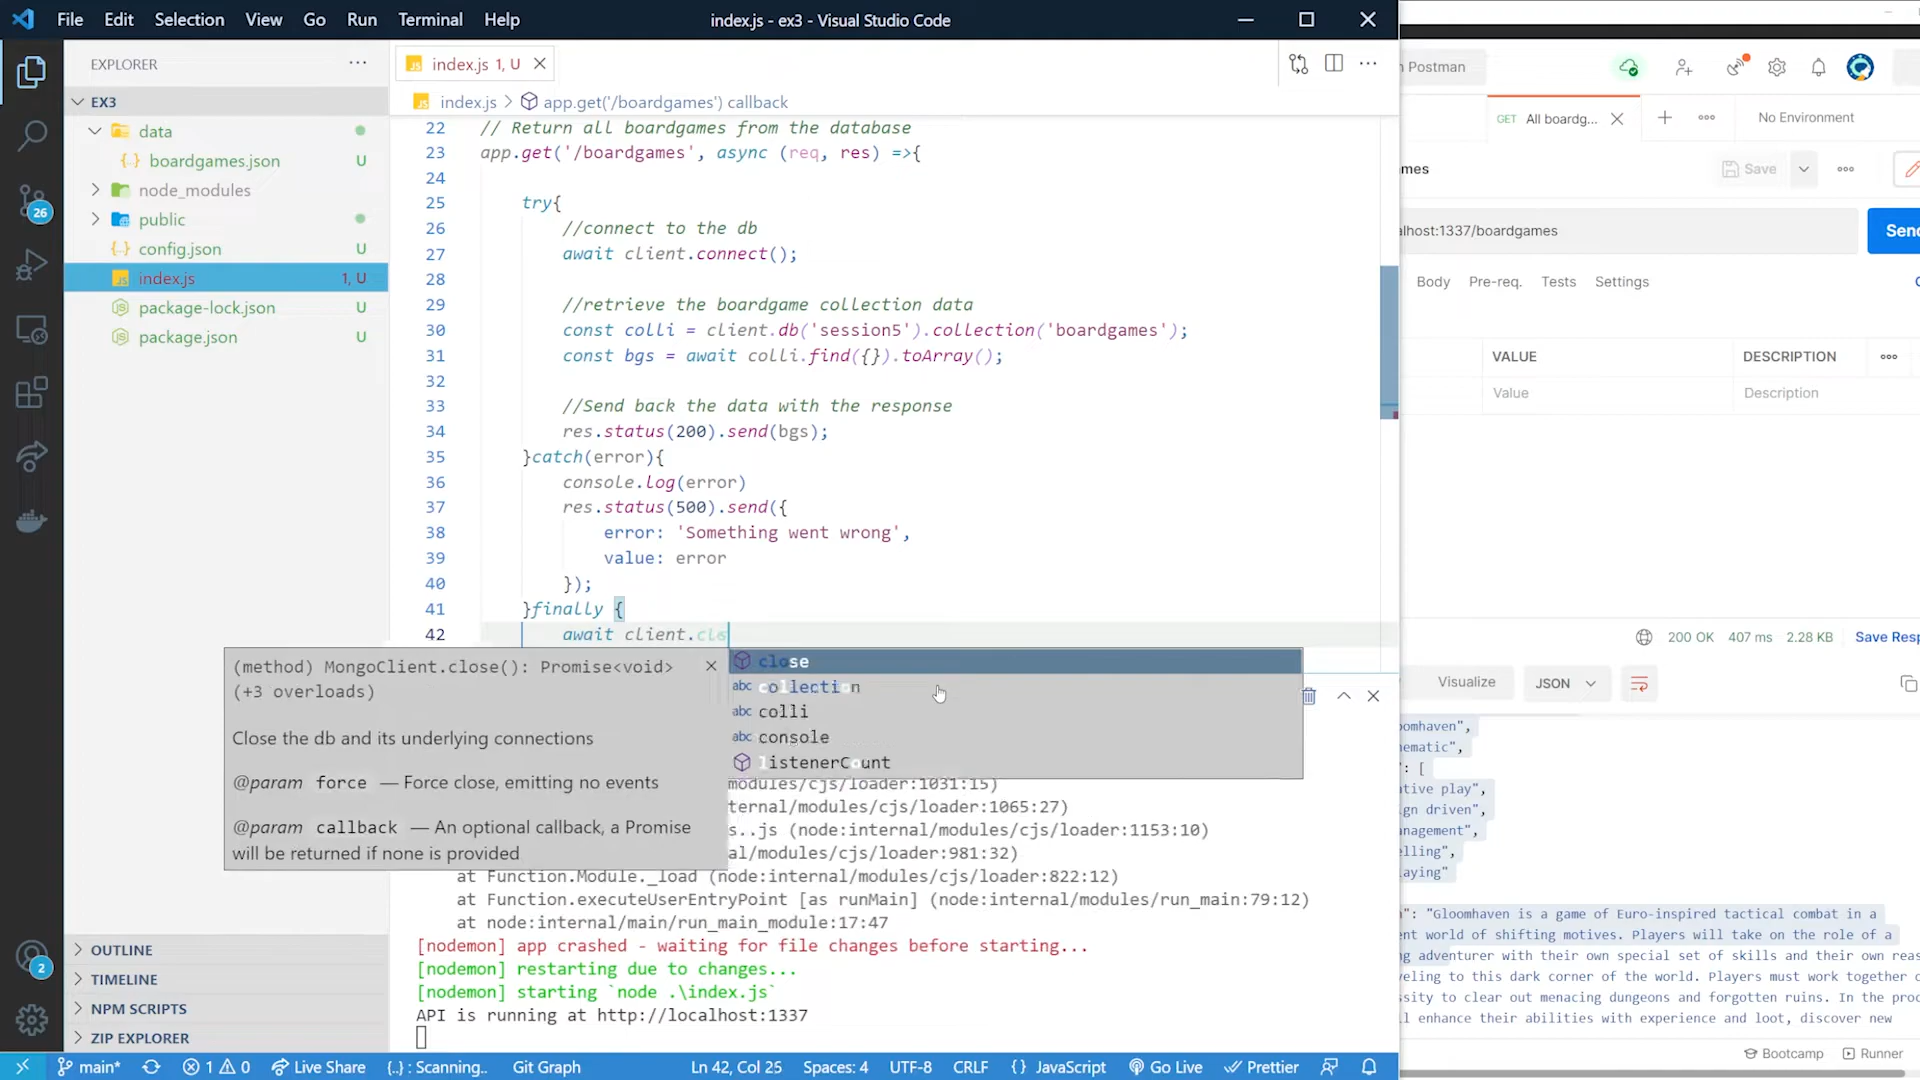 File Edit Selection View Go Run Terminal Help
index.js - ex3 - Visual Studio Code
EXPLORER
EX3
data
boardgames.json U
node_modules
public
config.json U
index.js 1, U
package-lock.json U
package.json U
OUTLINE
TIMELINE
NPM SCRIPTS
ZIP EXPLORER
26
2
index.js 1, U
index.js > app.get('/boardgames') callback
22 // Return all boardgames from the database
23 app.get('/boardgames', async (req, res) =>{
24
25 try{
26 //connect to the db
27 await client.connect();
28
29 //retrieve the boardgame collection data
30 const colli = client.db('session5').collection('boardgames');
31 const bgs = await colli.find({}).toArray();
32
33 //Send back the data with the response
34 res.status(200).send(bgs);
35 }catch(error){
36 console.log(error)
37 res.status(500).send({
38 error: 'Something went wrong',
39 value: error
40 });
41 }finally {
42 await client.clos
(method) MongoClient.close(): Promise<void>
(+3 overloads)
Close the db and its underlying connections
@param force — Force close, emitting no events
@param callback — An optional callback, a Promise
will be returned if none is provided
close
abc collection
abc colli
abc console
listenerCount
modules/cjs/loader:1031:15)
ternal/modules/cjs/loader:1065:27)
s..js (node:internal/modules/cjs/loader:1153:10)
al/modules/cjs/loader:981:32)
at Function.Module._load (node:internal/modules/cjs/loader:822:12)
at Function.executeUserEntryPoint [as runMain] (node:internal/modules/run_main:79:12)
at node:internal/main/run_main_module:17:47
[nodemon] app crashed - waiting for file changes before starting...
[nodemon] restarting due to changes...
[nodemon] starting `node .\index.js`
API is running at http://localhost:1337
main* 1 0 Live Share {..} : Scanning.. Git Graph Ln 42, Col 25 Spaces: 4 UTF-8 CRLF {} JavaScript Go Live Prettier
Postman
GET All boardg... No Environment
mes Save
lhost:1337/boardgames Send
Body Pre-req. Tests Settings
VALUE DESCRIPTION
Value Description
200 OK 407 ms 2.28 KB Save Resp
Visualize JSON
oomhaven",
ematic",
": [
ative play",
ign driven",
anagement",
elling",
aying"
": "Gloomhaven is a game of Euro-inspired tactical combat in a
ent world of shifting motives. Players will take on the role of a
ng adventurer with their own special set of skills and their own reas
veling to this dark corner of the world. Players must work together o
ssity to clear out menacing dungeons and forgotten ruins. In the proc
ll enhance their abilities with experience and loot, discover new
Bootcamp Runner